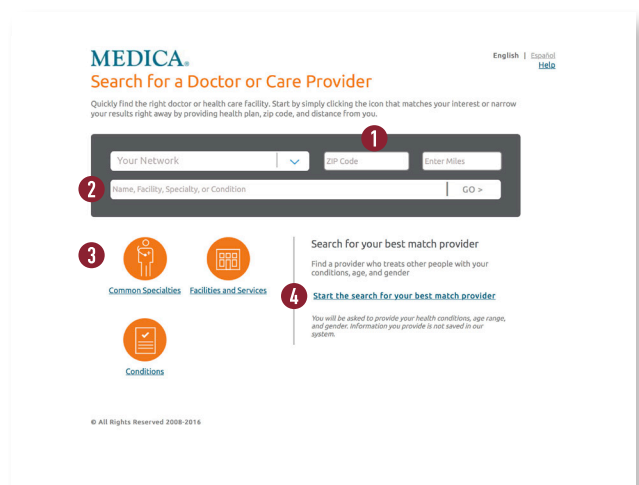 MEDICA®
English | Español
Help
Search for a Doctor or Care Provider
Quickly find the right doctor or health care facility. Start by simply clicking the icon that matches your interest or narrow
your results right away by providing health plan, zip code, and distance from you.
1
Your Network
ZIP Code
Enter Miles
2
Name, Facility, Specialty, or Condition
GO >
3
Common Specialties
Facilities and Services
Conditions
Search for your best match provider
Find a provider who treats other people with your
conditions, age, and gender
4
Start the search for your best match provider
You will be asked to provide your health conditions, age range,
and gender. Information you provide is not saved in our
system.
© All Rights Reserved 2008-2016